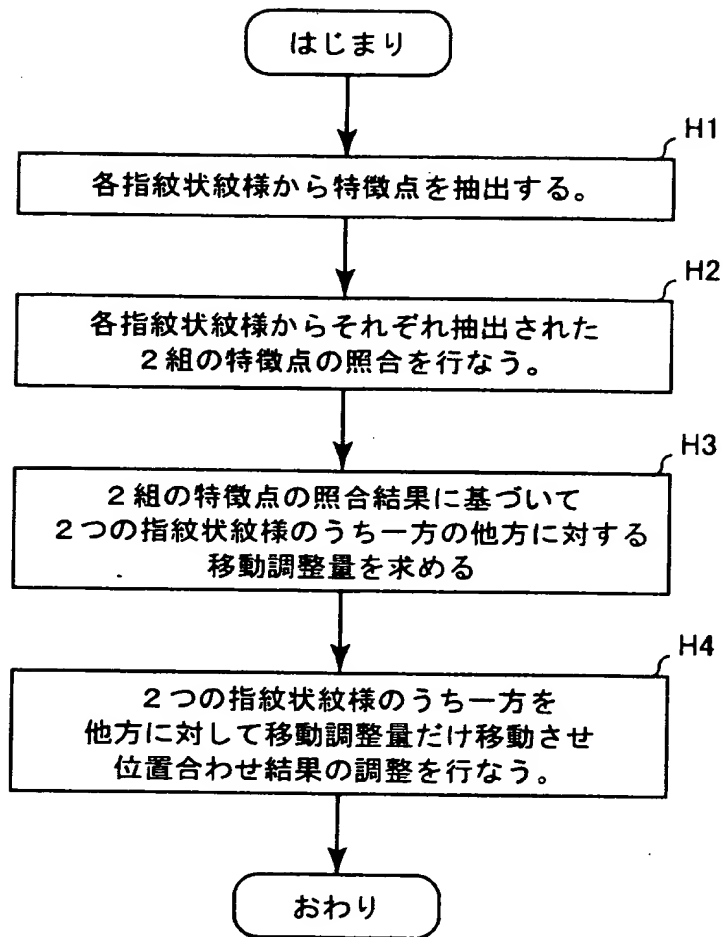 はじまり
H1
各指紋状紋様から特徴点を抽出する。
H2
各指紋状紋様からそれぞれ抽出された
2組の特徴点の照合を行なう。
H3
2組の特徴点の照合結果に基づいて
2つの指紋状紋様のうち一方の他方に対する
移動調整量を求める
H4
2つの指紋状紋様のうち一方を
他方に対して移動調整量だけ移動させ
位置合わせ結果の調整を行なう。
おわり